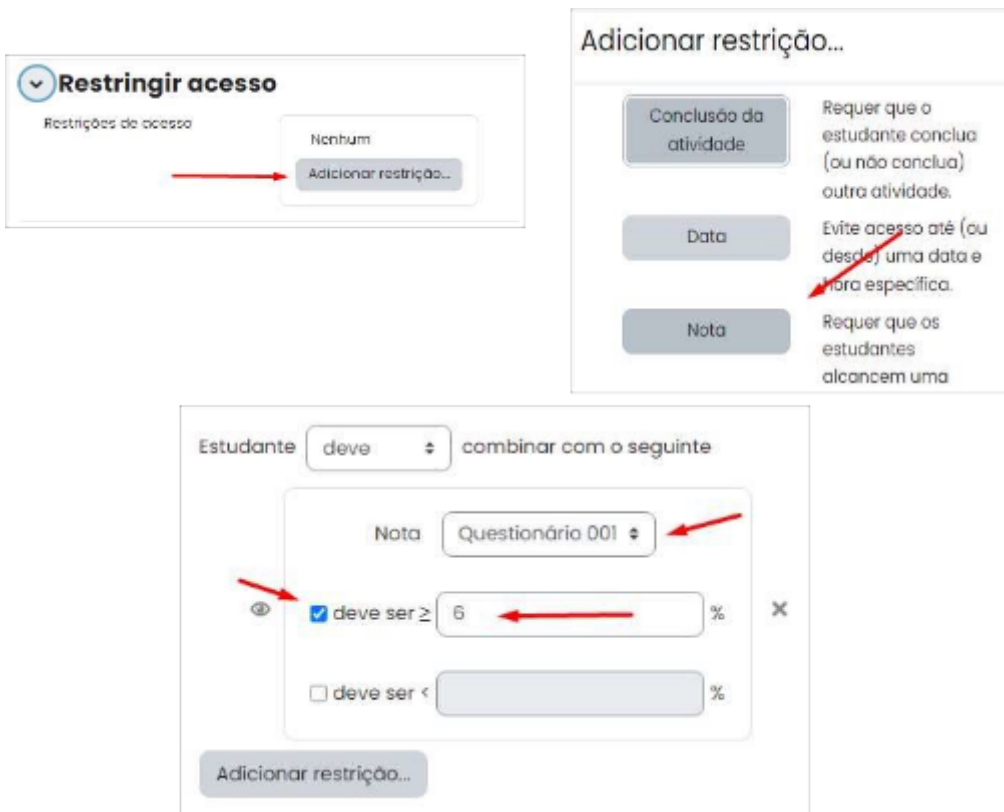 Restringir acesso
Restrições de acesso
Nenhum
Adicionar restrição...
Adicionar restrição...
Conclusão da
atividade
Requer que o
estudante conclua
(ou não conclua)
outra atividade.
Data
Evite acesso até (ou
desde) uma data e
hora específica.
Nota
Requer que os
estudantes
alcancem uma
Estudante deve combinar com o seguinte
Nota Questionário 001
deve ser ≥ 6 %
deve ser < %
Adicionar restrição...